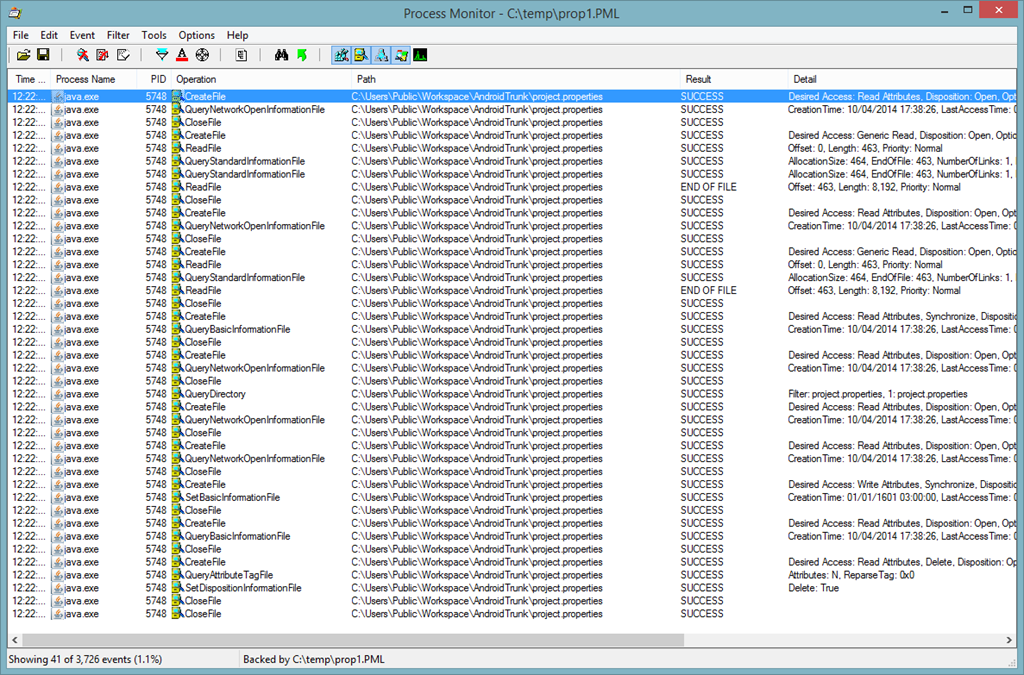 Process Monitor - C:\temp\prop1.PML
File Edit Event Filter Tools Options Help
Time ... Process Name PID Operation Path Result Detail
12:22:... java.exe 5748 CreateFile C:\Users\Public\Workspace\AndroidTrunk\project.properties SUCCESS Desired Access: Read Attributes, Disposition: Open, Opt
12:22:... java.exe 5748 QueryNetworkOpenInformationFile C:\Users\Public\Workspace\AndroidTrunk\project.properties SUCCESS CreationTime: 10/04/2014 17:38:26, LastAccessTime: 0
12:22:... java.exe 5748 CloseFile C:\Users\Public\Workspace\AndroidTrunk\project.properties SUCCESS
12:22:... java.exe 5748 CreateFile C:\Users\Public\Workspace\AndroidTrunk\project.properties SUCCESS Desired Access: Generic Read, Disposition: Open, Optio
12:22:... java.exe 5748 ReadFile C:\Users\Public\Workspace\AndroidTrunk\project.properties SUCCESS Offset: 0, Length: 463, Priority: Normal
12:22:... java.exe 5748 QueryStandardInformationFile C:\Users\Public\Workspace\AndroidTrunk\project.properties SUCCESS AllocationSize: 464, EndOfFile: 463, NumberOfLinks: 1,
12:22:... java.exe 5748 QueryStandardInformationFile C:\Users\Public\Workspace\AndroidTrunk\project.properties SUCCESS AllocationSize: 464, EndOfFile: 463, NumberOfLinks: 1,
12:22:... java.exe 5748 ReadFile C:\Users\Public\Workspace\AndroidTrunk\project.properties END OF FILE Offset: 463, Length: 8,192, Priority: Normal
12:22:... java.exe 5748 CloseFile C:\Users\Public\Workspace\AndroidTrunk\project.properties SUCCESS
12:22:... java.exe 5748 CreateFile C:\Users\Public\Workspace\AndroidTrunk\project.properties SUCCESS Desired Access: Read Attributes, Disposition: Open, Opt
12:22:... java.exe 5748 QueryNetworkOpenInformationFile C:\Users\Public\Workspace\AndroidTrunk\project.properties SUCCESS CreationTime: 10/04/2014 17:38:26, LastAccessTime: 0
12:22:... java.exe 5748 CloseFile C:\Users\Public\Workspace\AndroidTrunk\project.properties SUCCESS
12:22:... java.exe 5748 CreateFile C:\Users\Public\Workspace\AndroidTrunk\project.properties SUCCESS Desired Access: Generic Read, Disposition: Open, Optio
12:22:... java.exe 5748 ReadFile C:\Users\Public\Workspace\AndroidTrunk\project.properties SUCCESS Offset: 0, Length: 463, Priority: Normal
12:22:... java.exe 5748 QueryStandardInformationFile C:\Users\Public\Workspace\AndroidTrunk\project.properties SUCCESS AllocationSize: 464, EndOfFile: 463, NumberOfLinks: 1,
12:22:... java.exe 5748 ReadFile C:\Users\Public\Workspace\AndroidTrunk\project.properties END OF FILE Offset: 463, Length: 8,192, Priority: Normal
12:22:... java.exe 5748 CloseFile C:\Users\Public\Workspace\AndroidTrunk\project.properties SUCCESS
12:22:... java.exe 5748 CreateFile C:\Users\Public\Workspace\AndroidTrunk\project.properties SUCCESS Desired Access: Read Attributes, Synchronize, Dispositio
12:22:... java.exe 5748 QueryBasicInformationFile C:\Users\Public\Workspace\AndroidTrunk\project.properties SUCCESS CreationTime: 10/04/2014 17:38:26, LastAccessTime: 0
12:22:... java.exe 5748 CloseFile C:\Users\Public\Workspace\AndroidTrunk\project.properties SUCCESS
12:22:... java.exe 5748 CreateFile C:\Users\Public\Workspace\AndroidTrunk\project.properties SUCCESS Desired Access: Read Attributes, Disposition: Open, Opt
12:22:... java.exe 5748 QueryNetworkOpenInformationFile C:\Users\Public\Workspace\AndroidTrunk\project.properties SUCCESS CreationTime: 10/04/2014 17:38:26, LastAccessTime: 0
12:22:... java.exe 5748 CloseFile C:\Users\Public\Workspace\AndroidTrunk\project.properties SUCCESS
12:22:... java.exe 5748 QueryDirectory C:\Users\Public\Workspace\AndroidTrunk\project.properties SUCCESS Filter: project.properties, 1: project.properties
12:22:... java.exe 5748 CreateFile C:\Users\Public\Workspace\AndroidTrunk\project.properties SUCCESS Desired Access: Read Attributes, Disposition: Open, Opt
12:22:... java.exe 5748 QueryNetworkOpenInformationFile C:\Users\Public\Workspace\AndroidTrunk\project.properties SUCCESS CreationTime: 10/04/2014 17:38:26, LastAccessTime: 0
12:22:... java.exe 5748 CloseFile C:\Users\Public\Workspace\AndroidTrunk\project.properties SUCCESS
12:22:... java.exe 5748 CreateFile C:\Users\Public\Workspace\AndroidTrunk\project.properties SUCCESS Desired Access: Read Attributes, Disposition: Open, Opt
12:22:... java.exe 5748 QueryNetworkOpenInformationFile C:\Users\Public\Workspace\AndroidTrunk\project.properties SUCCESS CreationTime: 10/04/2014 17:38:26, LastAccessTime: 0
12:22:... java.exe 5748 CloseFile C:\Users\Public\Workspace\AndroidTrunk\project.properties SUCCESS
12:22:... java.exe 5748 CreateFile C:\Users\Public\Workspace\AndroidTrunk\project.properties SUCCESS Desired Access: Write Attributes, Synchronize, Dispositio
12:22:... java.exe 5748 SetBasicInformationFile C:\Users\Public\Workspace\AndroidTrunk\project.properties SUCCESS CreationTime: 01/01/1601 03:00:00, LastAccessTime: 0
12:22:... java.exe 5748 CloseFile C:\Users\Public\Workspace\AndroidTrunk\project.properties SUCCESS
12:22:... java.exe 5748 CreateFile C:\Users\Public\Workspace\AndroidTrunk\project.properties SUCCESS Desired Access: Read Attributes, Disposition: Open, Opt
12:22:... java.exe 5748 QueryBasicInformationFile C:\Users\Public\Workspace\AndroidTrunk\project.properties SUCCESS CreationTime: 10/04/2014 17:38:26, LastAccessTime: 0
12:22:... java.exe 5748 CloseFile C:\Users\Public\Workspace\AndroidTrunk\project.properties SUCCESS
12:22:... java.exe 5748 CreateFile C:\Users\Public\Workspace\AndroidTrunk\project.properties SUCCESS Desired Access: Read Attributes, Delete, Disposition: Op
12:22:... java.exe 5748 QueryAttributeTagFile C:\Users\Public\Workspace\AndroidTrunk\project.properties SUCCESS Attributes: N, ReparseTag: 0x0
12:22:... java.exe 5748 SetDispositionInformationFile C:\Users\Public\Workspace\AndroidTrunk\project.properties SUCCESS Delete: True
12:22:... java.exe 5748 CloseFile C:\Users\Public\Workspace\AndroidTrunk\project.properties SUCCESS
12:22:... java.exe 5748 CloseFile C:\Users\Public\Workspace\AndroidTrunk\project.properties SUCCESS
Showing 41 of 3,726 events (1.1%) Backed by C:\temp\prop1.PML